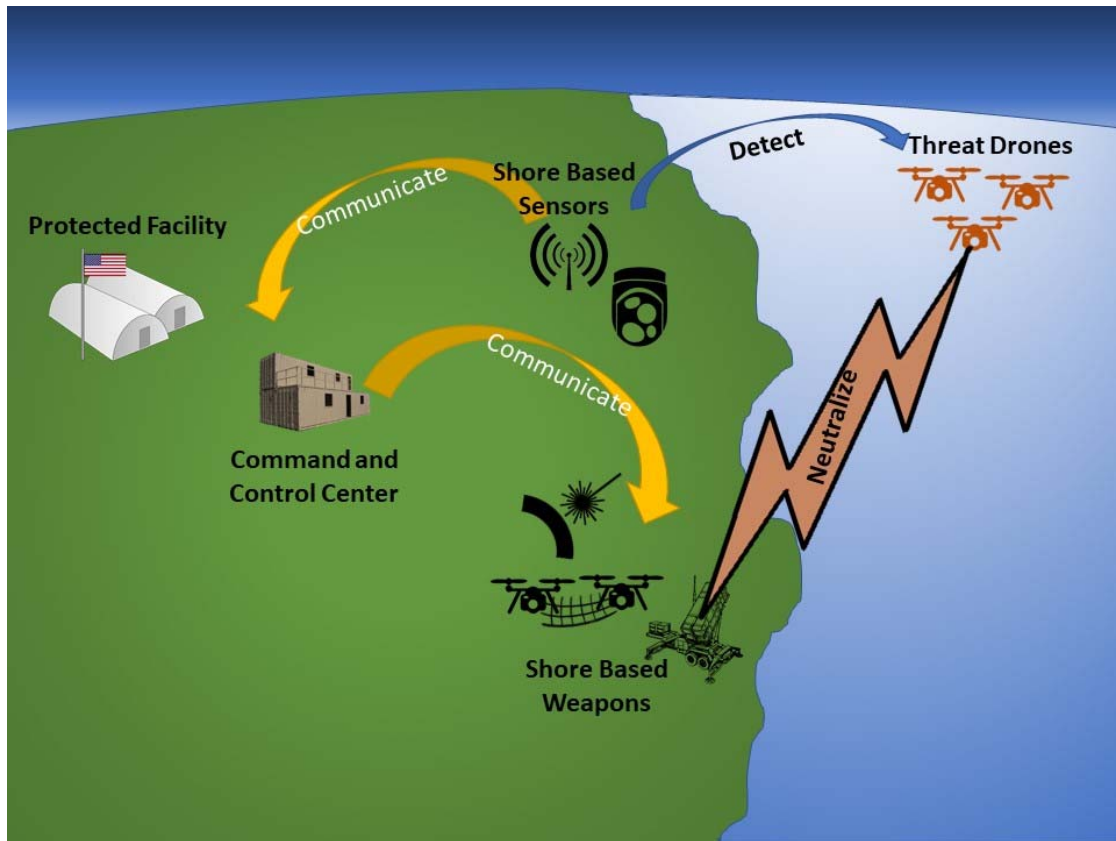 Detect
Threat Drones
Shore Based
Sensors
Communicate
Protected Facility
Communicate
Neutralize
Command and
Control Center
Shore Based
Weapons